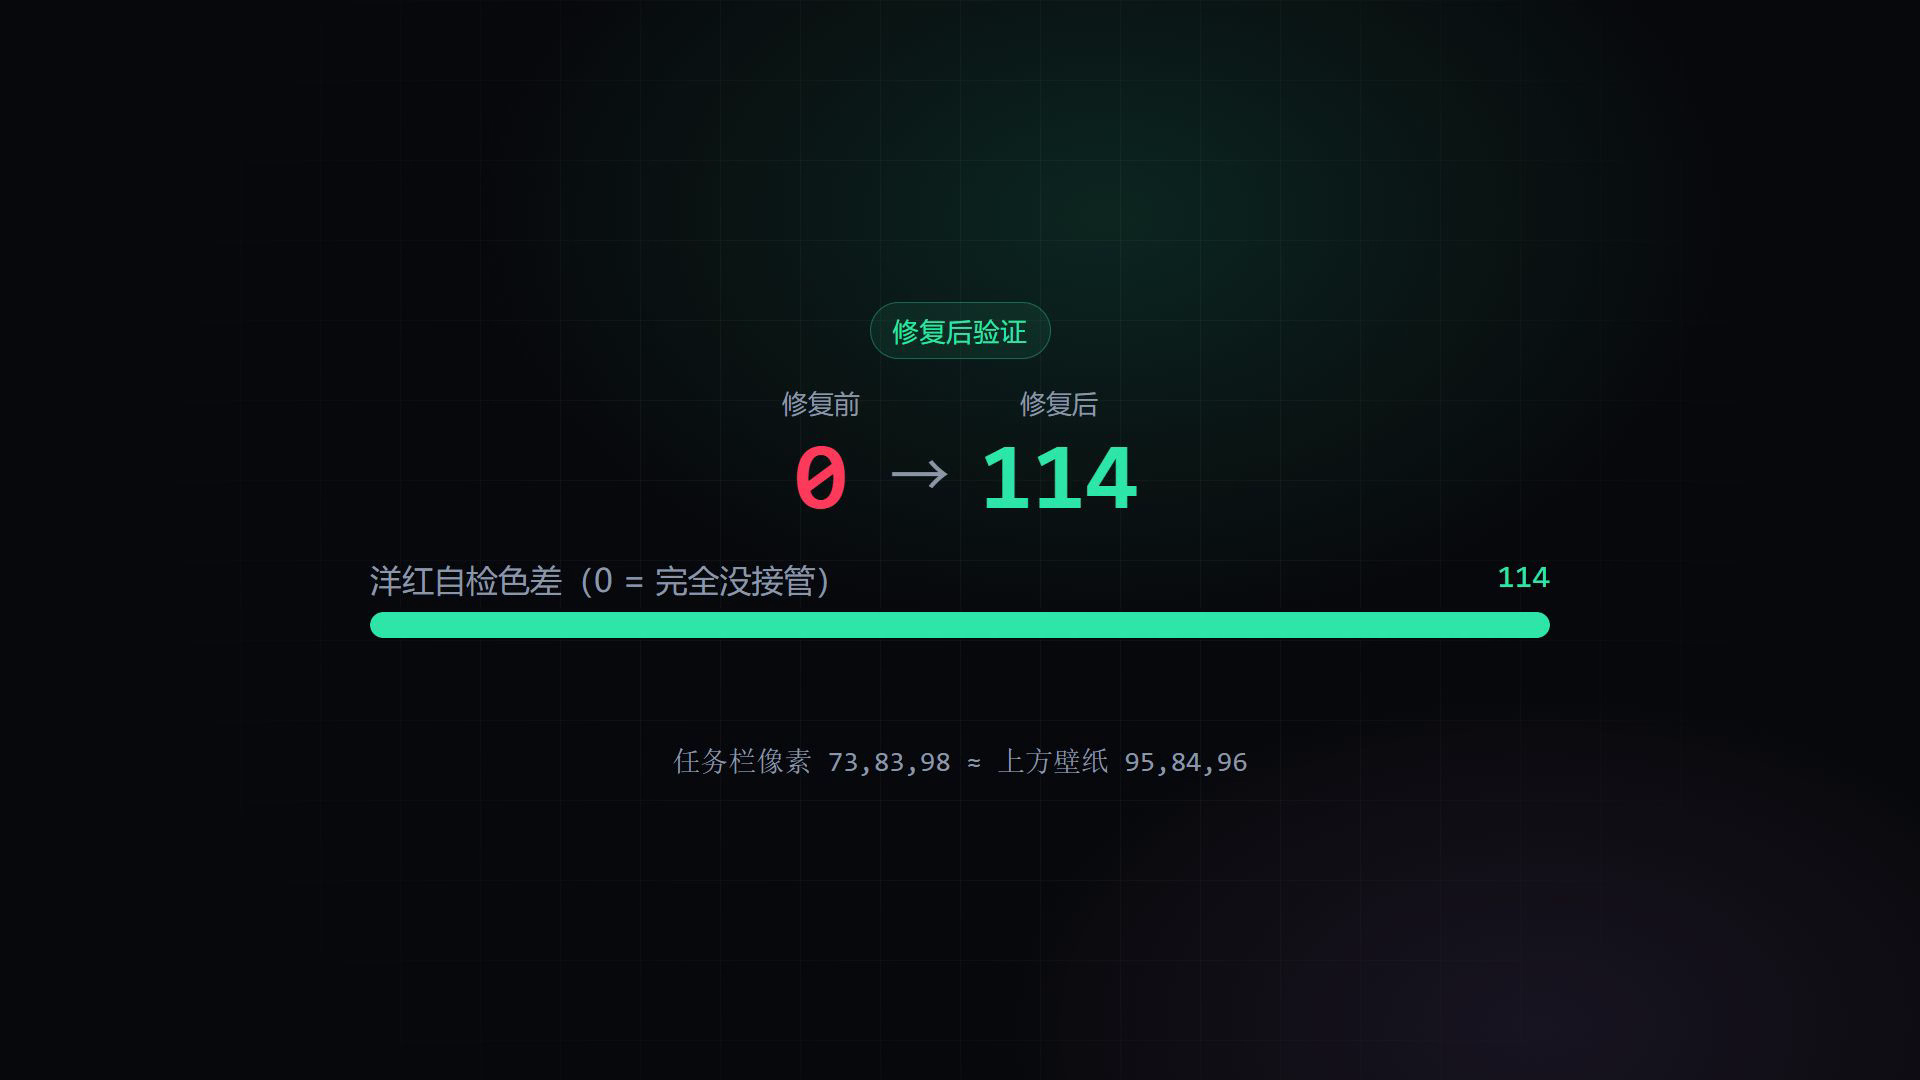 修复后验证
修复前 修复后
0 → 114
洋红自检色差（0 = 完全没接管） 114
任务栏像素 73,83,98 ≈ 上方壁纸 95,84,96